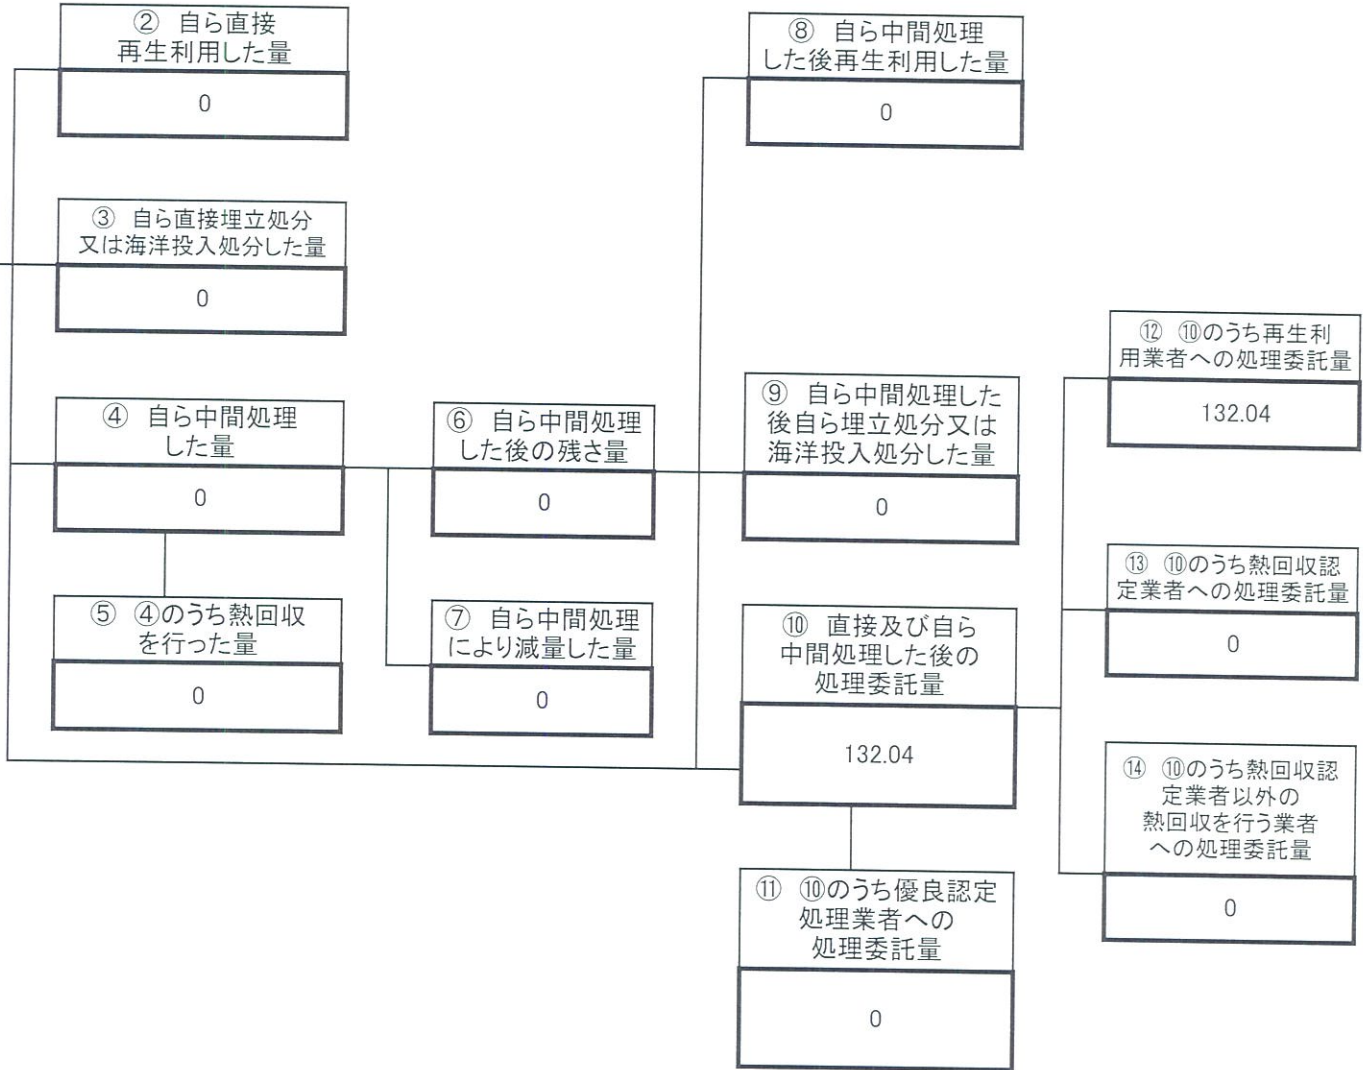 ② 自ら直接
再生利用した量
0
③ 自ら直接埋立処分
又は海洋投入処分した量
0
④ 自ら中間処理
した量
0
⑤ ④のうち熱回収
を行った量
0
⑥ 自ら中間処理
した後の残さ量
0
⑦ 自ら中間処理
により減量した量
0
⑧ 自ら中間処理
した後再生利用した量
0
⑨ 自ら中間処理した
後自ら埋立処分又は
海洋投入処分した量
0
⑩ 直接及び自ら
中間処理した後の
処理委託量
132.04
⑪ ⑩のうち優良認定
処理業者への
処理委託量
0
⑫ ⑩のうち再生利
用業者への処理委託量
132.04
⑬ ⑩のうち熱回収認
定業者への処理委託量
0
⑭ ⑩のうち熱回収認
定業者以外の
熱回収を行う業者
への処理委託量
0